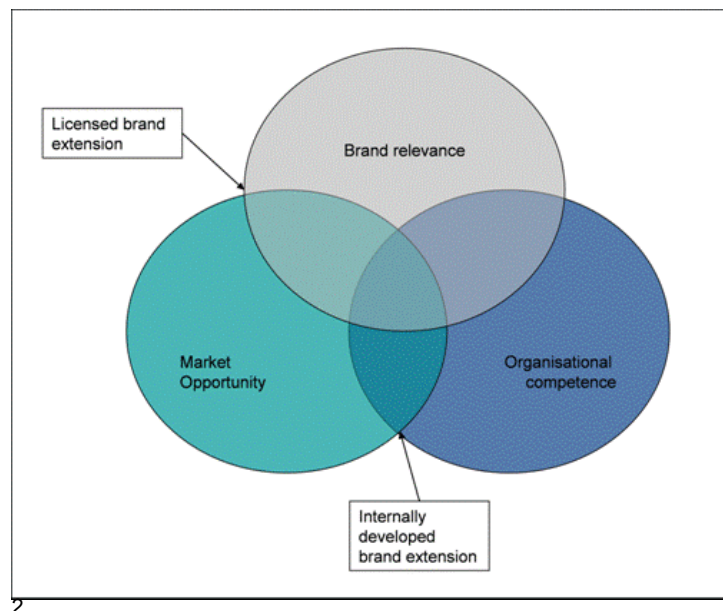 Licensed brand
extension
Brand relevance
Market
Opportunity
Organisational
competence
Internally
developed
brand extension
2